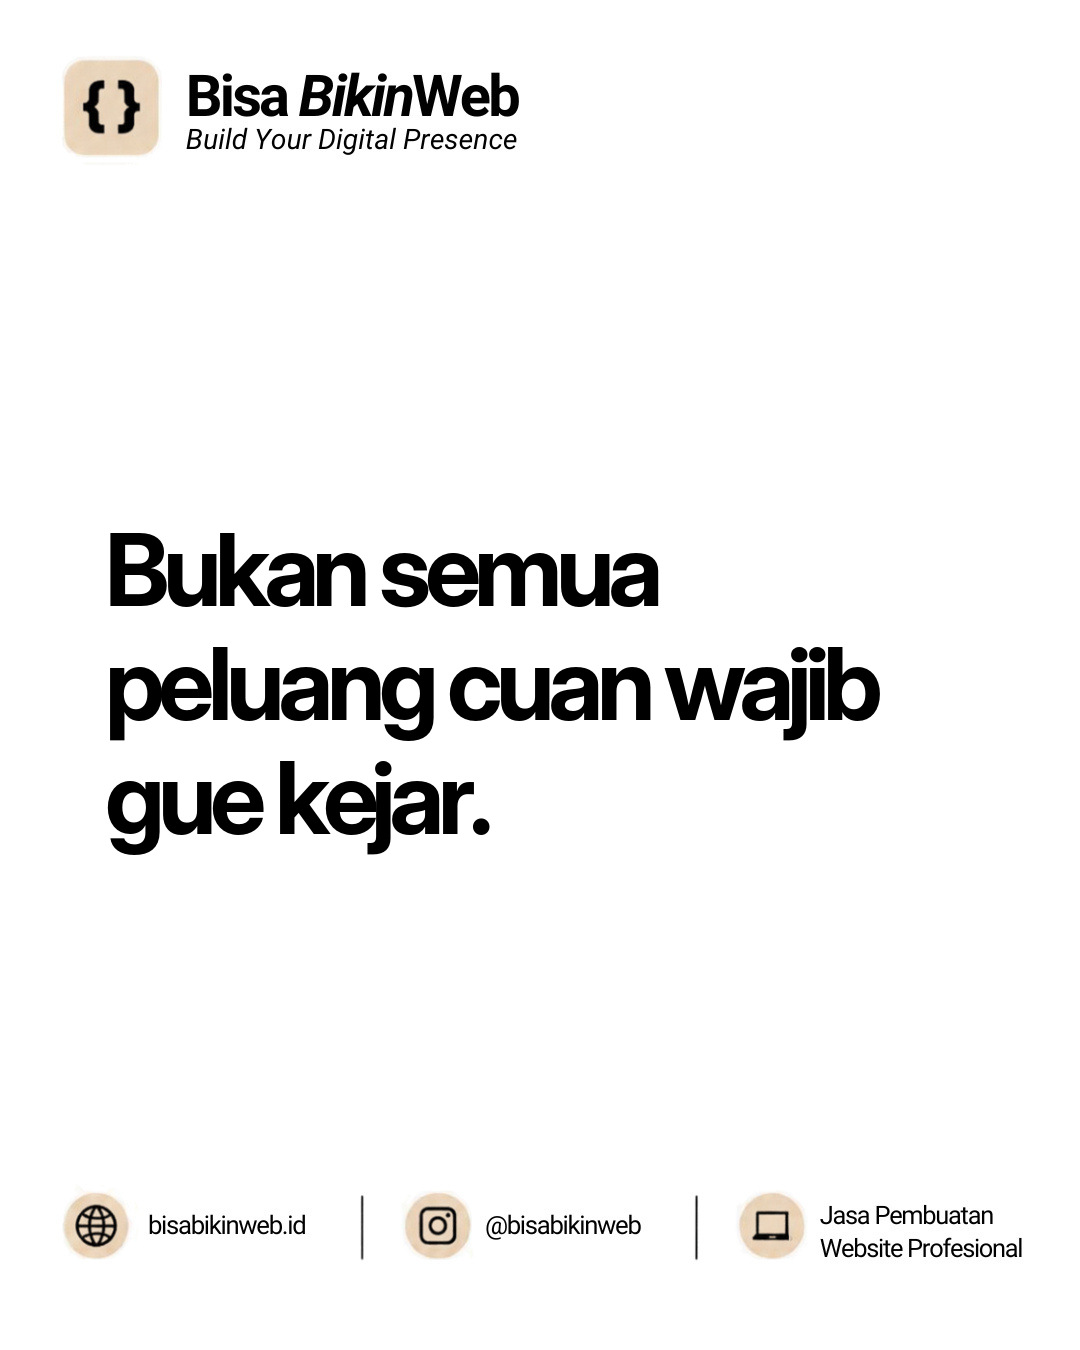 Bisa BikinWeb
Build Your Digital Presence
Bukan semua
peluang cuan wajib
gue kejar.
bisabikinweb.id
@bisabikinweb
Jasa Pembuatan
Website Profesional